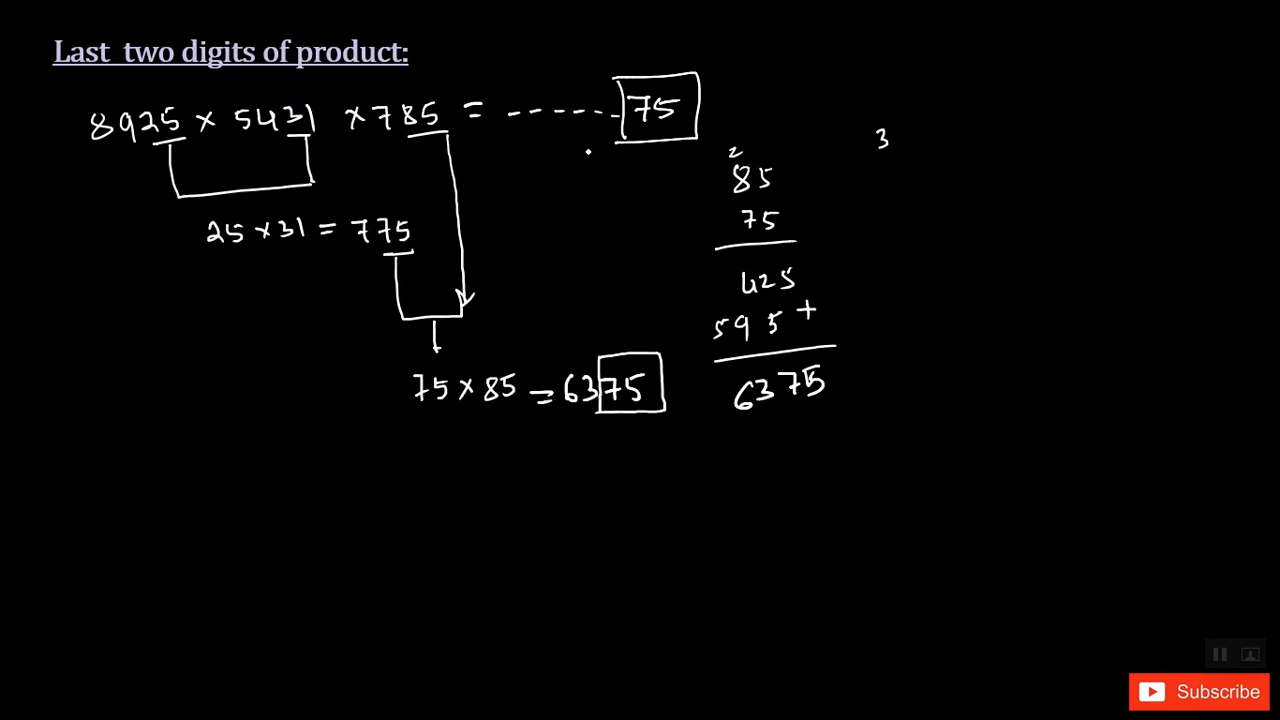 Last two digits of product:
8925 × 5431 × 785 = ------ 75
3
2
85
75
25 × 31 = 775
425
595 +
75 × 85 = 6375
6375
Subscribe